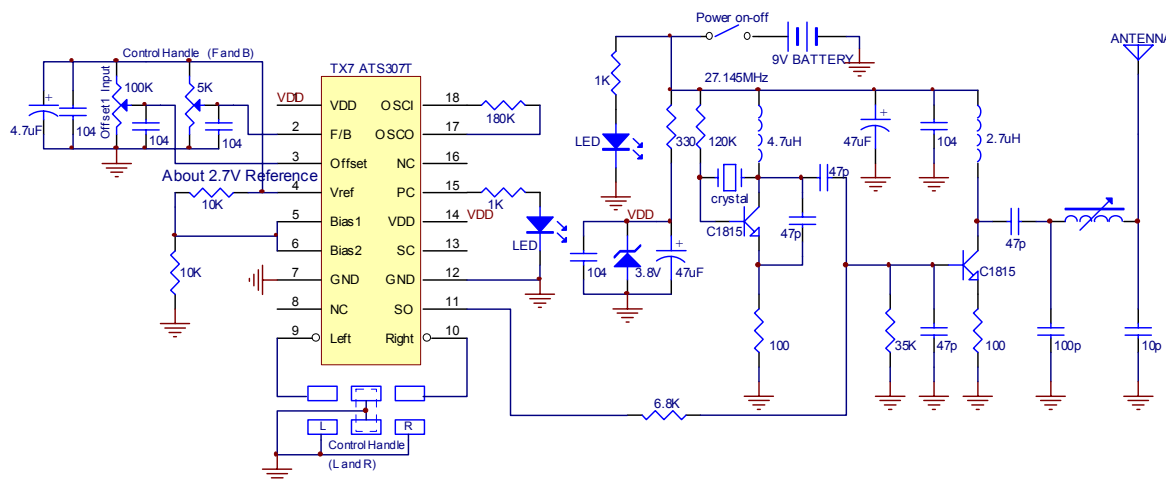 Power on-off
9V BATTERY
ANTENNA
Control Handle (F and B)
TX7 ATS307T
1K
27.145MHz
100K
5K
Offset1 Input
4.7uF
104
104
104
VDD
1
VDD
OSCI
18
180K
2
F/B
OSCO
17
3
Offset
NC
16
About 2.7V Reference
10K
4
Vref
PC
15
1K
5
Bias1
VDD
14
VDD
6
Bias2
SC
13
10K
7
GND
GND
12
8
NC
SO
11
9
Left
Right
10
LED
LED
330
120K
4.7uH
crystal
C1815
47p
47p
47uF
104
2.7uH
VDD
104
3.8V
47uF
100
C1815
47p
35K
47p
100
100p
10p
6.8K
L
R
Control Handle
(L and R)